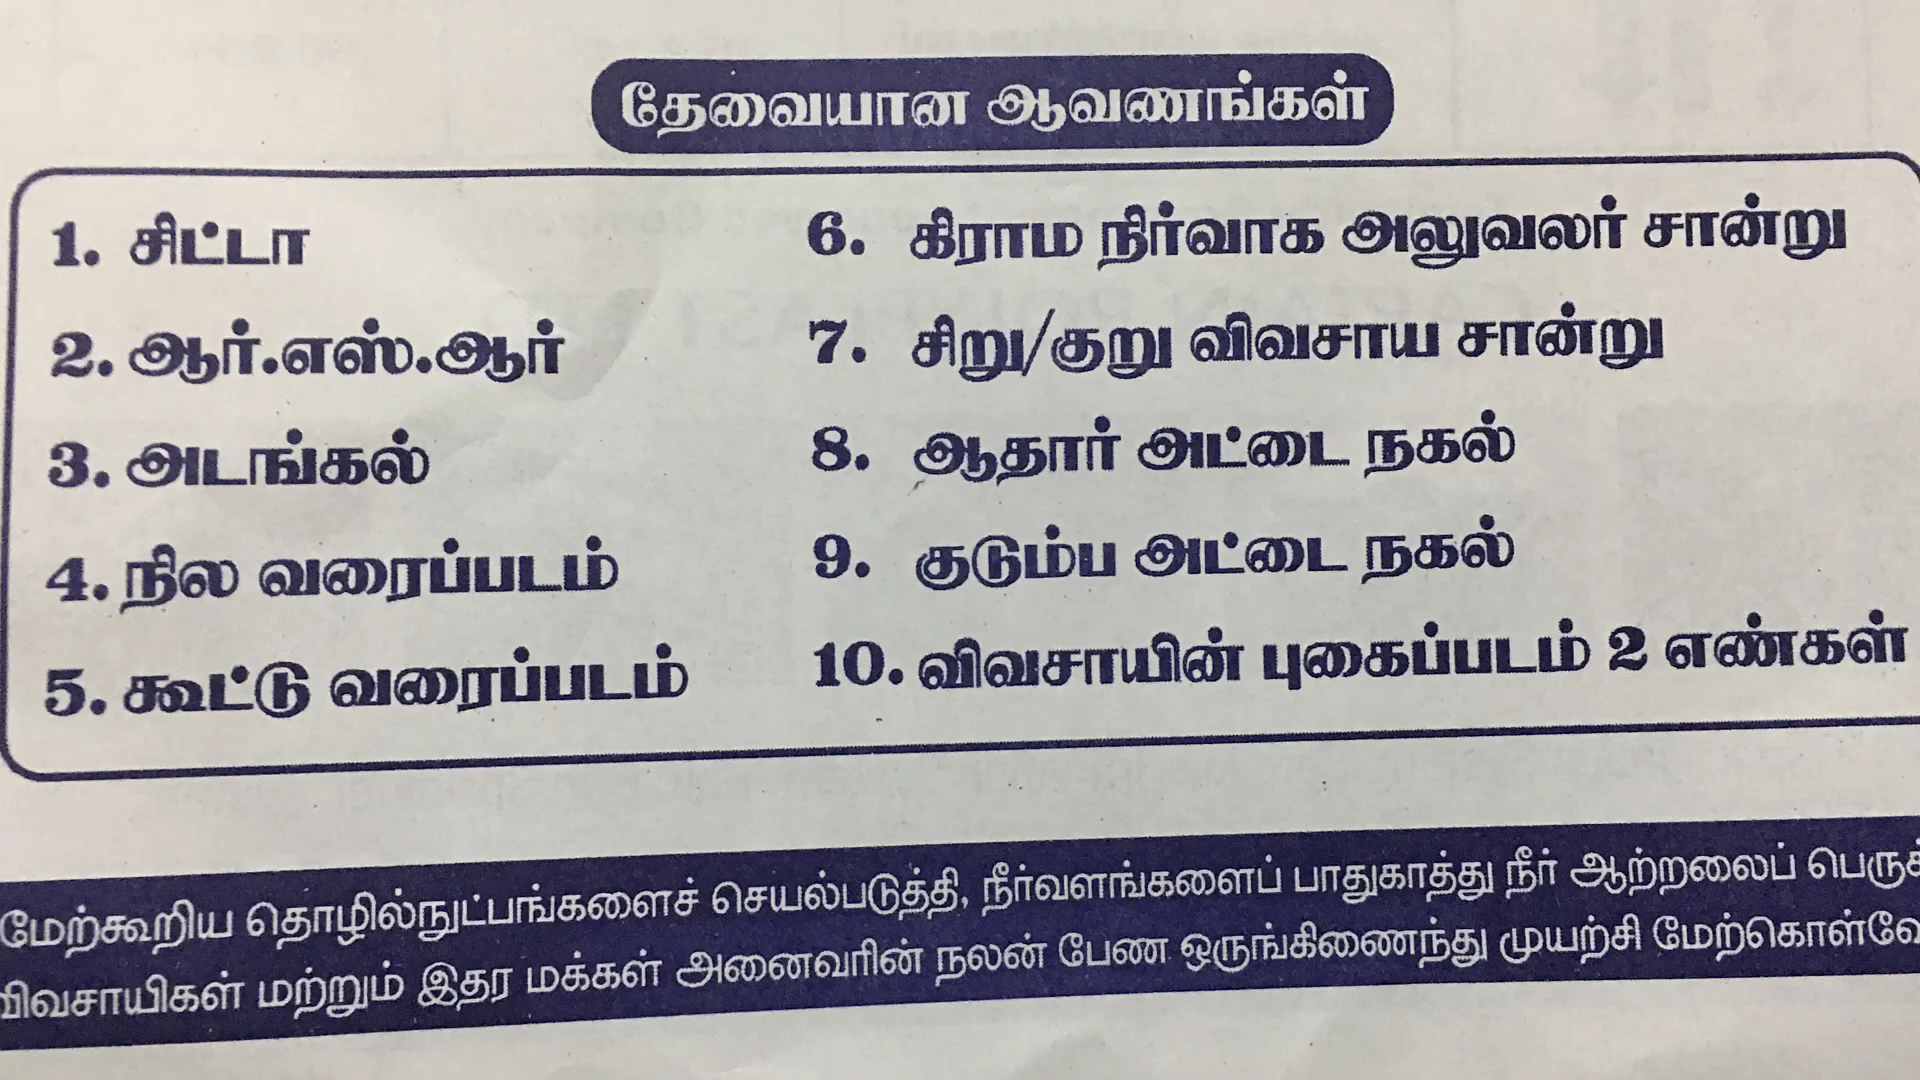 தேவையான ஆவணங்கள்
1. சிட்டா
2. ஆர்.எஸ்.ஆர்
3. அடங்கல்
4. நில வரைப்படம்
5. கூட்டு வரைப்படம்
6. கிராம நிர்வாக அலுவலர் சான்று
7. சிறு/குறு விவசாய சான்று
8. ஆதார் அட்டை நகல்
9. குடும்ப அட்டை நகல்
10. விவசாயின் புகைப்படம் 2 எண்கள்
மேற்கூறிய தொழில்நுட்பங்களைச் செயல்படுத்தி, நீர்வளங்களைப் பாதுகாத்து நீர் ஆற்றலைப்
விவசாயிகள் மற்றும் இதர மக்கள் அனைவரின் நலன் பேண ஒருங்கிணைந்து முயற்சி